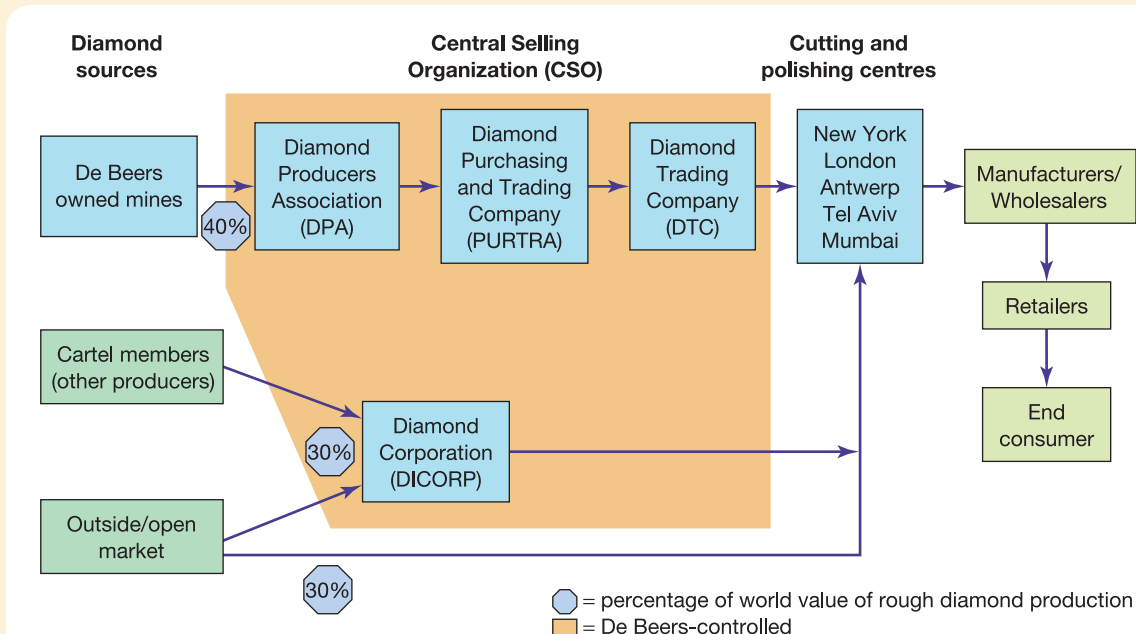 Diamond
sources
Central Selling
Organization (CSO)
Cutting and
polishing centres
De Beers
owned mines
40%
Diamond
Producers
Association
(DPA)
Diamond
Purchasing
and Trading
Company
(PURTRA)
Diamond
Trading
Company
(DTC)
New York
London
Antwerp
Tel Aviv
Mumbai
Manufacturers/
Wholesalers
Retailers
End
consumer
Cartel members
(other producers)
30%
Diamond
Corporation
(DICORP)
Outside/open
market
30%
= percentage of world value of rough diamond production
= De Beers-controlled